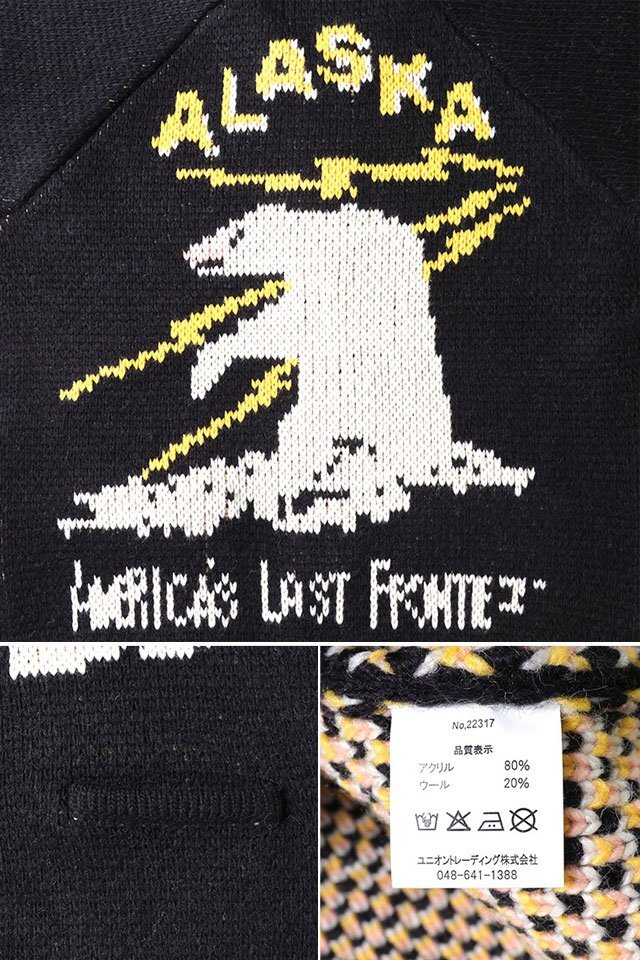 ALASKA
"AMERICA'S LAST FRONTIER"
No,22317
品質表示
アクリル 80%
ウール 20%
ユニオントレーディング株式会社
048-641-1388